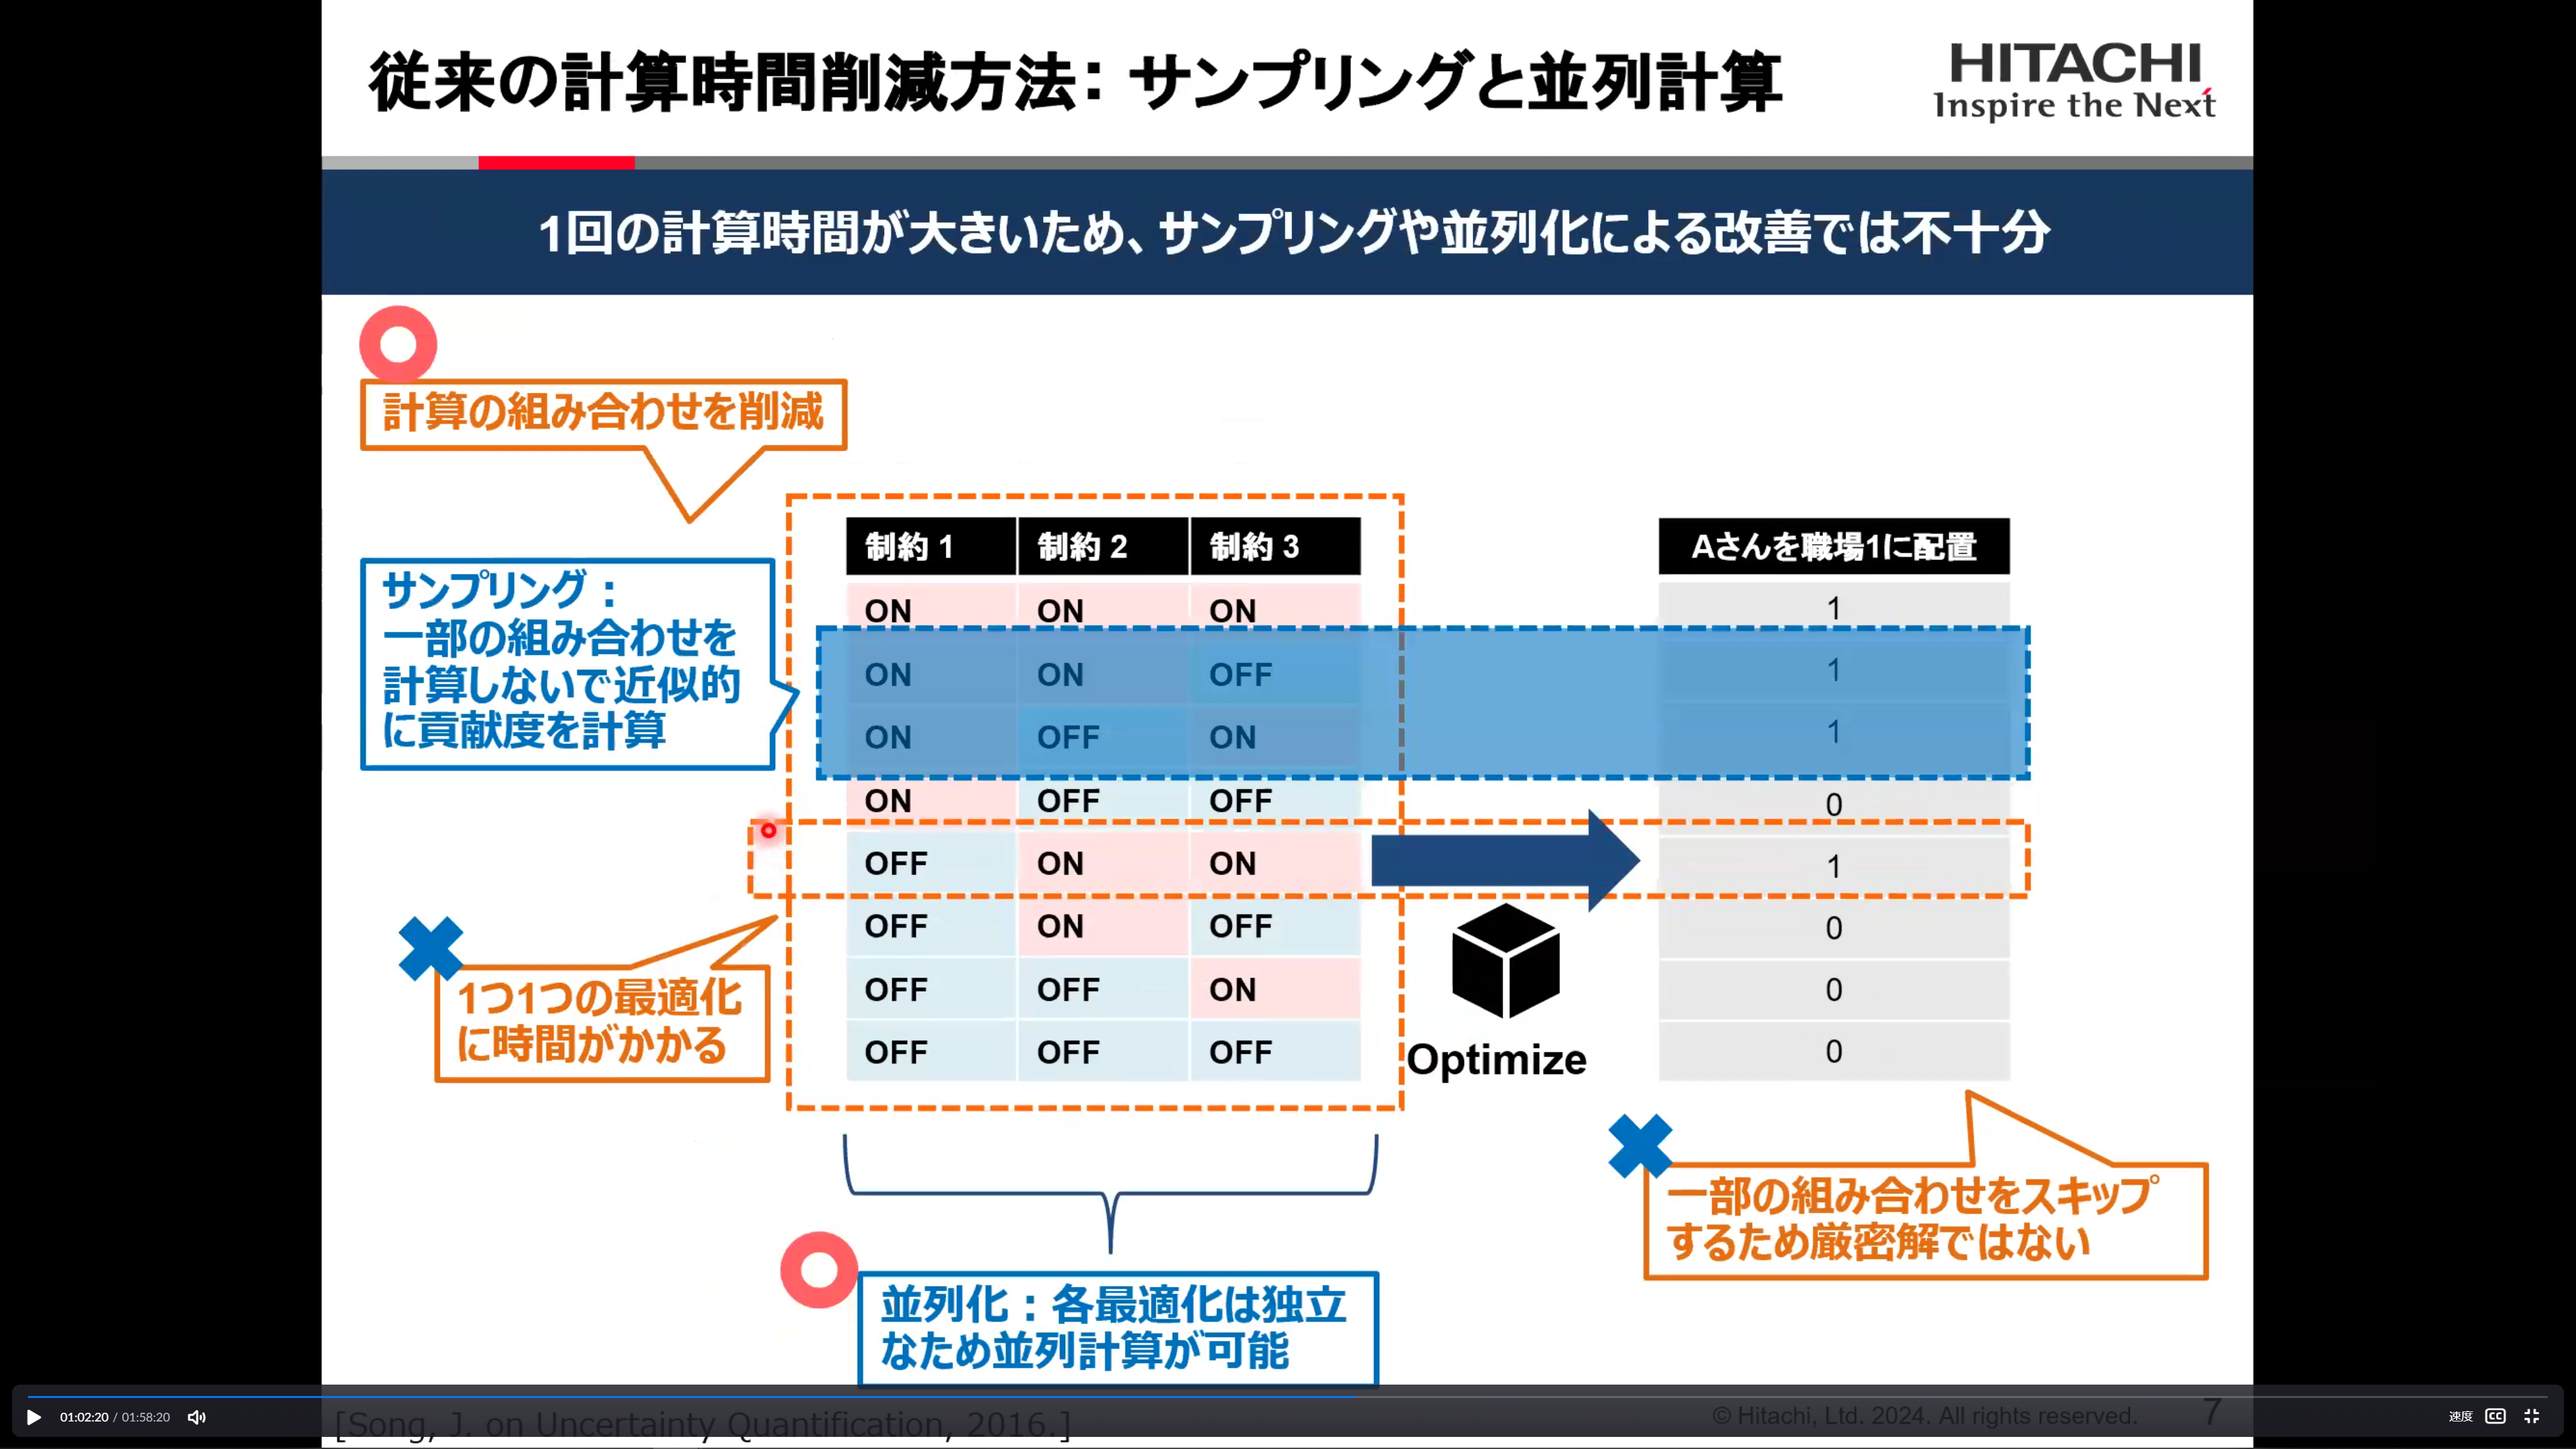 従来の計算時間削減方法：サンプリングと並列計算
HITACHI
Inspire the Next
1回の計算時間が大きいため、サンプリングや並列化による改善では不十分
計算の組み合わせを削減
サンプリング：
一部の組み合わせを
計算しないで近似的
に貢献度を計算
制約 1 制約 2 制約 3 Aさんを職場1に配置
ON ON ON 1
ON ON OFF 1
ON OFF ON 1
ON OFF OFF 0
OFF ON ON 1
OFF ON OFF 0
OFF OFF ON 0
OFF OFF OFF 0
1つ1つの最適化
に時間がかかる
Optimize
一部の組み合わせをスキップ
するため厳密解ではない
並列化：各最適化は独立
なため並列計算が可能
[Song, J. on Uncertainty Quantification, 2016.]
© Hitachi, Ltd. 2024. All rights reserved.
7
01:02:20 / 01:58:20
速度
CC